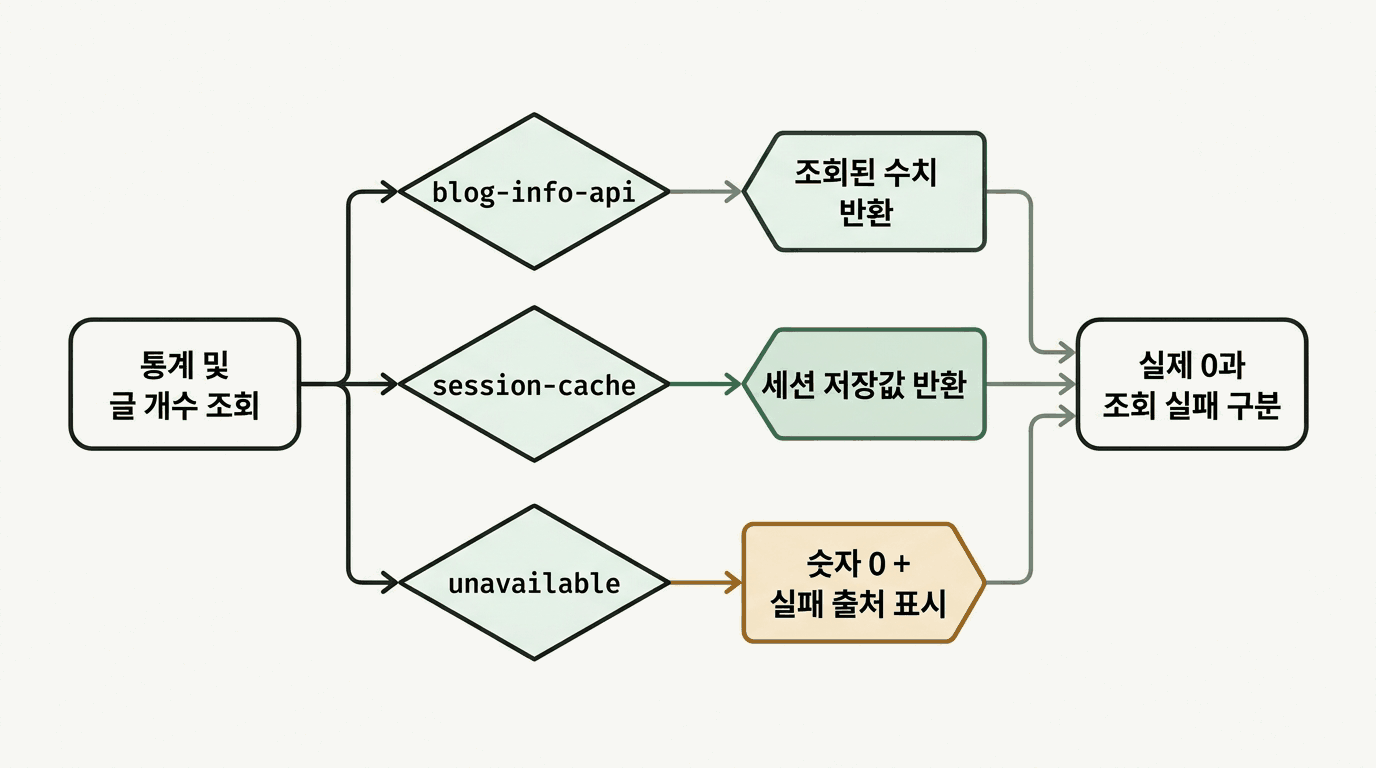 통계 및
글 개수 조회
blog-info-api
조회된 수치
반환
session-cache
세션 저장값 반환
unavailable
숫자 0 +
실패 출처 표시
실제 0과
조회 실패 구분